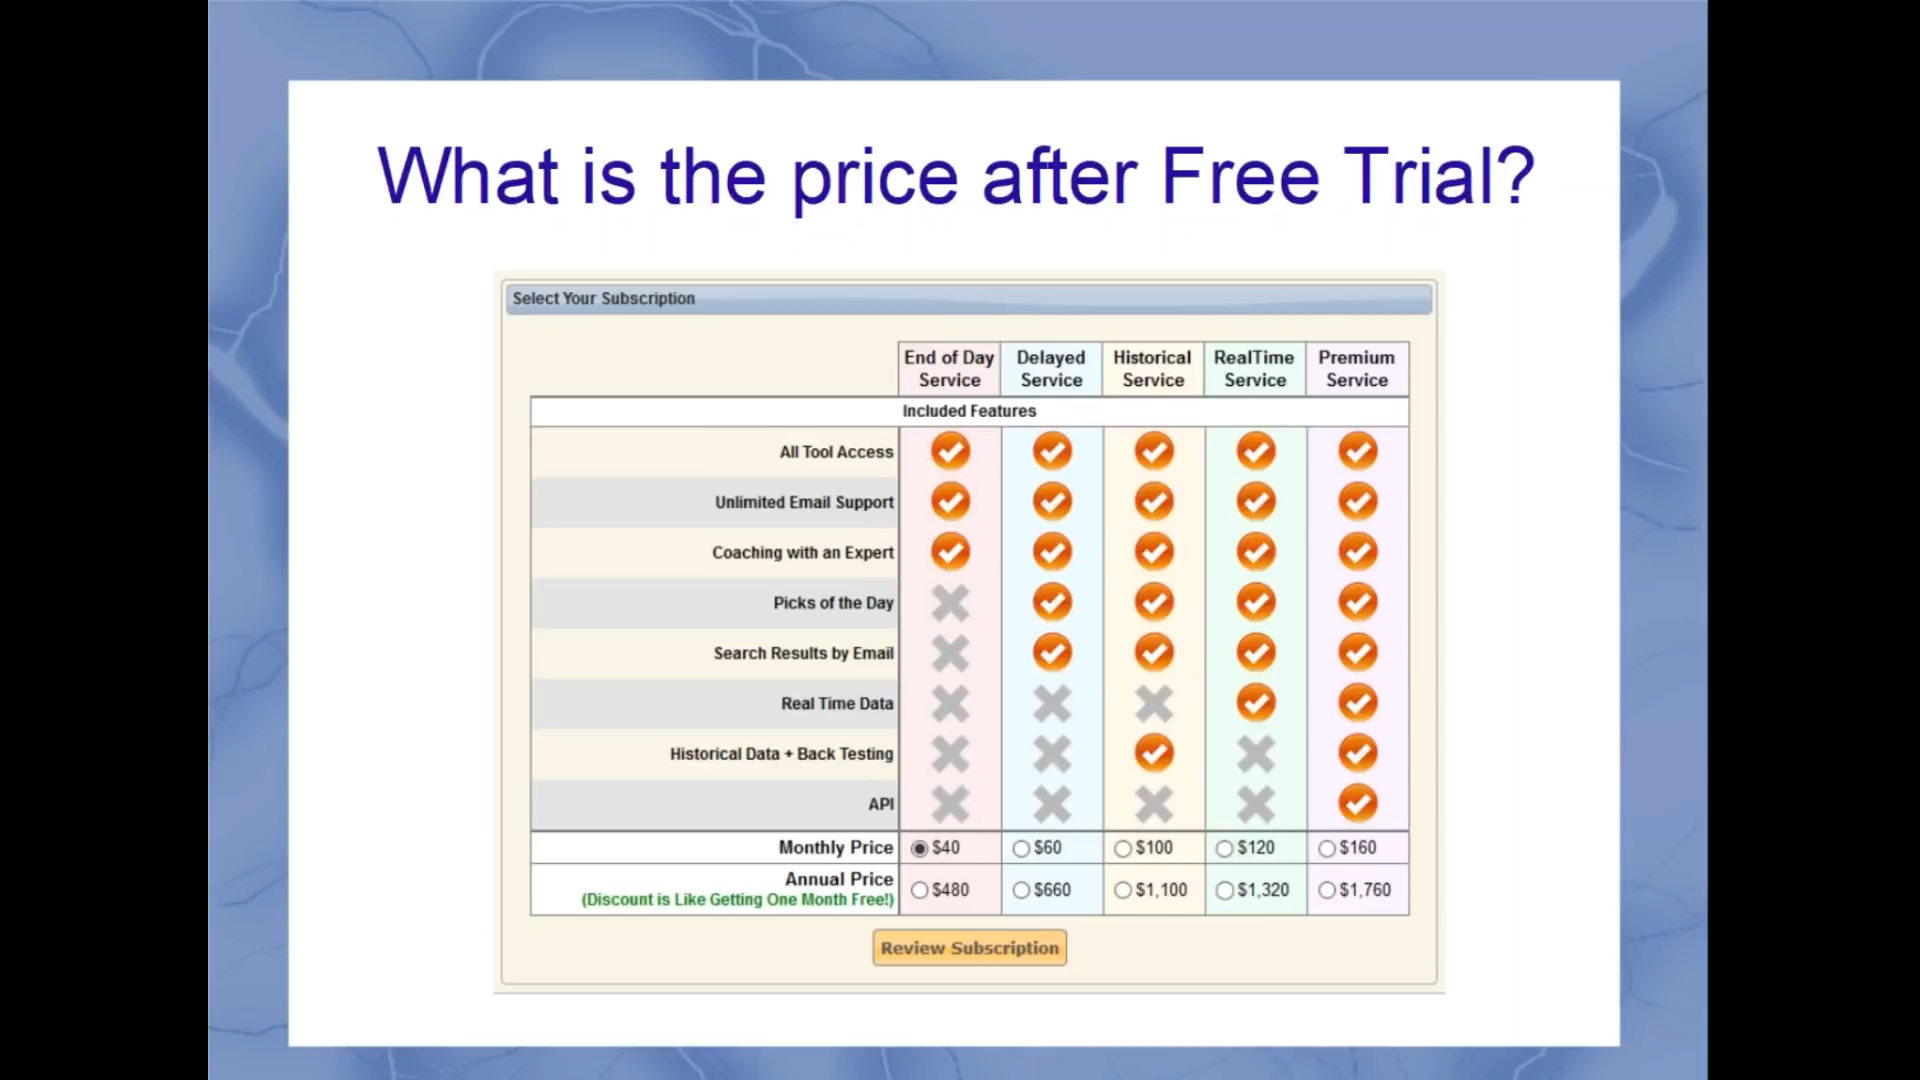 What is the price after Free Trial?
Select Your Subscription
End of Day Service Delayed Service Historical Service RealTime Service Premium Service
Included Features
All Tool Access
Unlimited Email Support
Coaching with an Expert
Picks of the Day
Search Results by Email
Real Time Data
Historical Data + Back Testing
API
Monthly Price $40 $60 $100 $120 $160
Annual Price
(Discount is Like Getting One Month Free!) $480 $660 $1,100 $1,320 $1,760
Review Subscription